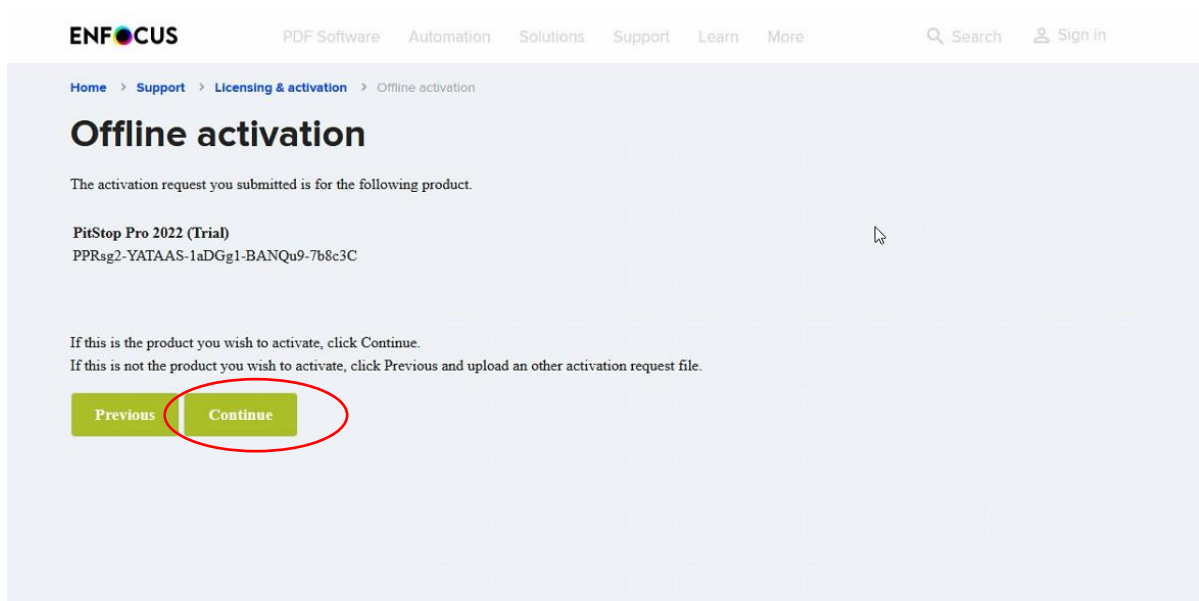 ENFOCUS PDF Software Automation Solutions Support Learn More Search Sign in
Home > Support > Licensing & activation > Offline activation
Offline activation
The activation request you submitted is for the following product.
PitStop Pro 2022 (Trial)
PPRsg2-YATAAS-1aDGg1-BANQu9-7b8c3C
If this is the product you wish to activate, click Continue.
If this is not the product you wish to activate, click Previous and upload an other activation request file.
Previous Continue